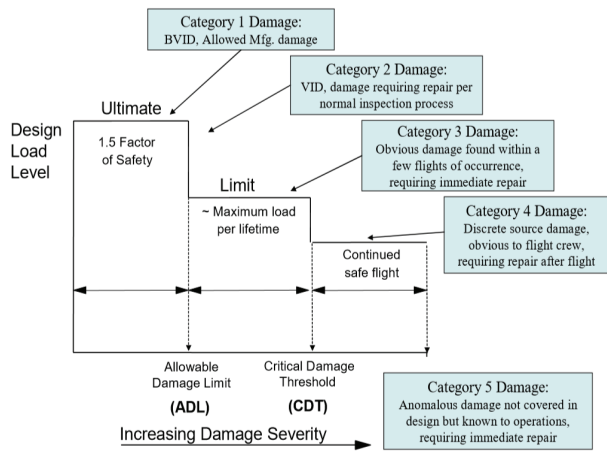 Category 1 Damage:
BVID, Allowed Mfg. damage
Category 2 Damage:
VID, damage requiring repair per
normal inspection process
Ultimate
Design
Load
Level
1.5 Factor
of Safety
Category 3 Damage:
Obvious damage found within a
few flights of occurrence,
requiring immediate repair
Limit
~ Maximum load
per lifetime
Category 4 Damage:
Discrete source damage,
obvious to flight crew,
requiring repair after flight
Continued
safe flight
Allowable
Damage Limit
(ADL)
Critical Damage
Threshold
(CDT)
Category 5 Damage:
Anomalous damage not covered in
design but known to operations,
requiring immediate repair
Increasing Damage Severity